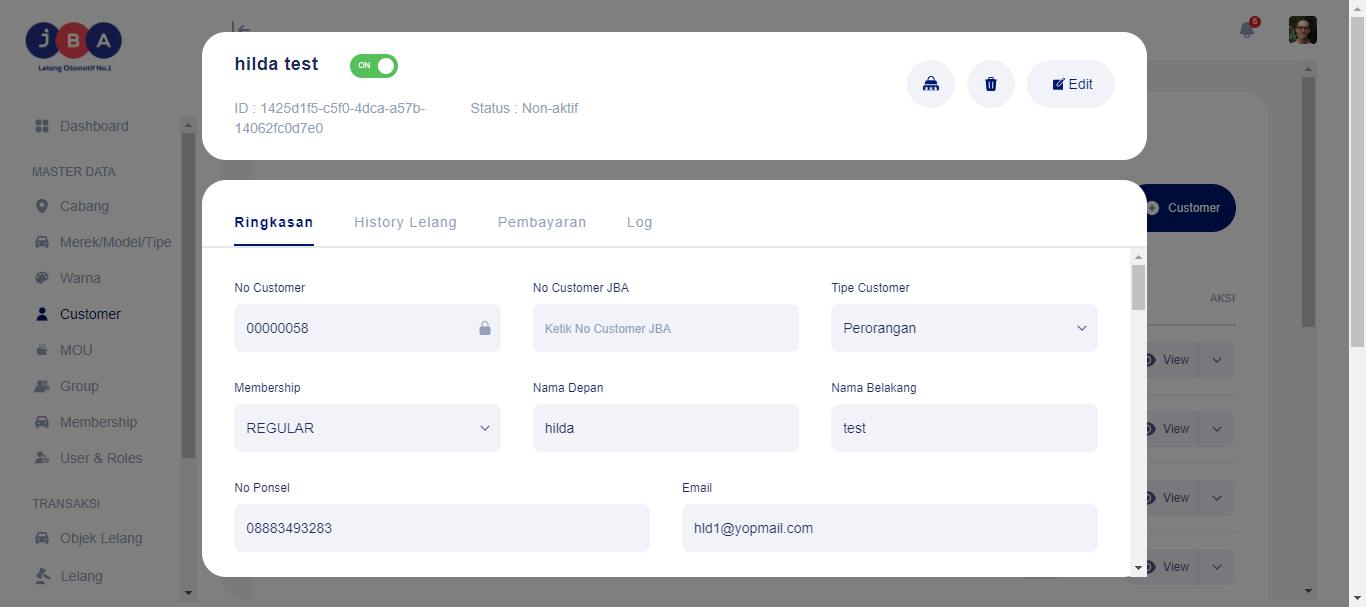 JBA
Lelang Otomotif No.1
5
hilda test
ON
Edit
ID : 1425d1f5-c5f0-4dca-a57b-
14062fc0d7e0
Status : Non-aktif
Dashboard
MASTER DATA
Cabang
Merek/Model/Tipe
Warna
Customer
MOU
Group
Membership
User & Roles
TRANSAKSI
Objek Lelang
Lelang
Customer
AKSI
View
View
View
View
Ringkasan
History Lelang
Pembayaran
Log
No Customer
No Customer JBA
Tipe Customer
00000058
Ketik No Customer JBA
Perorangan
Membership
Nama Depan
Nama Belakang
REGULAR
hilda
test
No Ponsel
Email
08883493283
hld1@yopmail.com